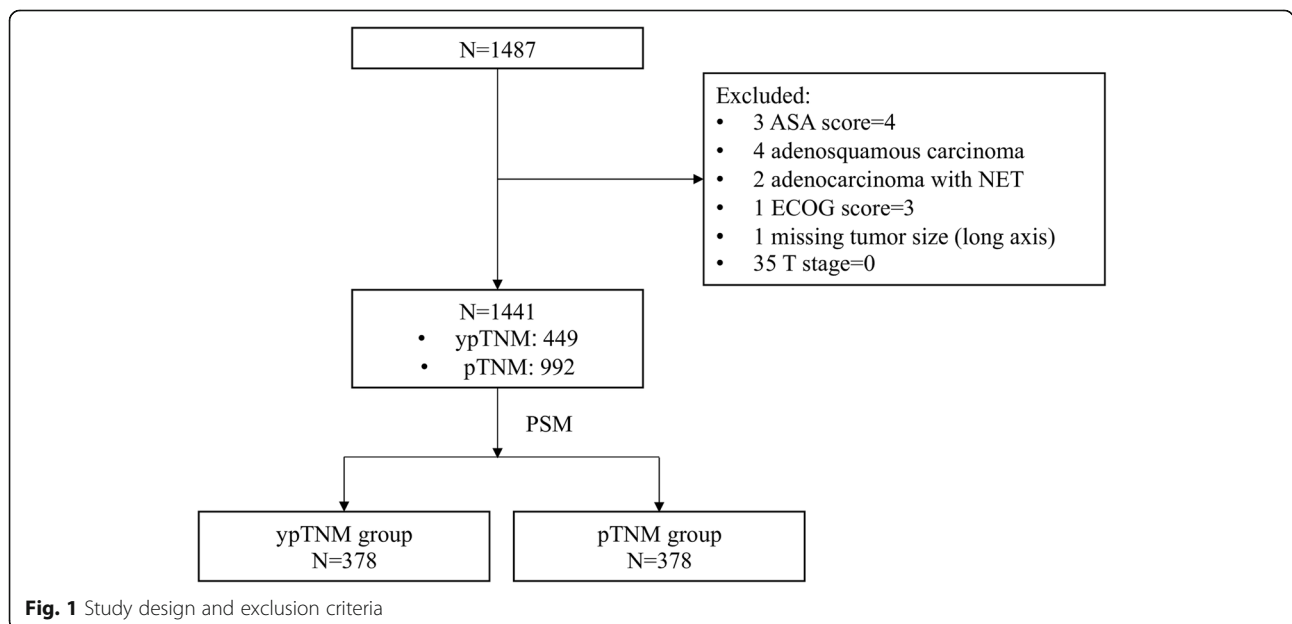 N=1487
Excluded:
• 3 ASA score=4
• 4 adenosquamous carcinoma
• 2 adenocarcinoma with NET
• 1 ECOG score=3
• 1 missing tumor size (long axis)
• 35 T stage=0
N=1441
• ypTNM: 449
• pTNM: 992
PSM
ypTNM group
N=378
pTNM group
N=378
Fig. 1 Study design and exclusion criteria